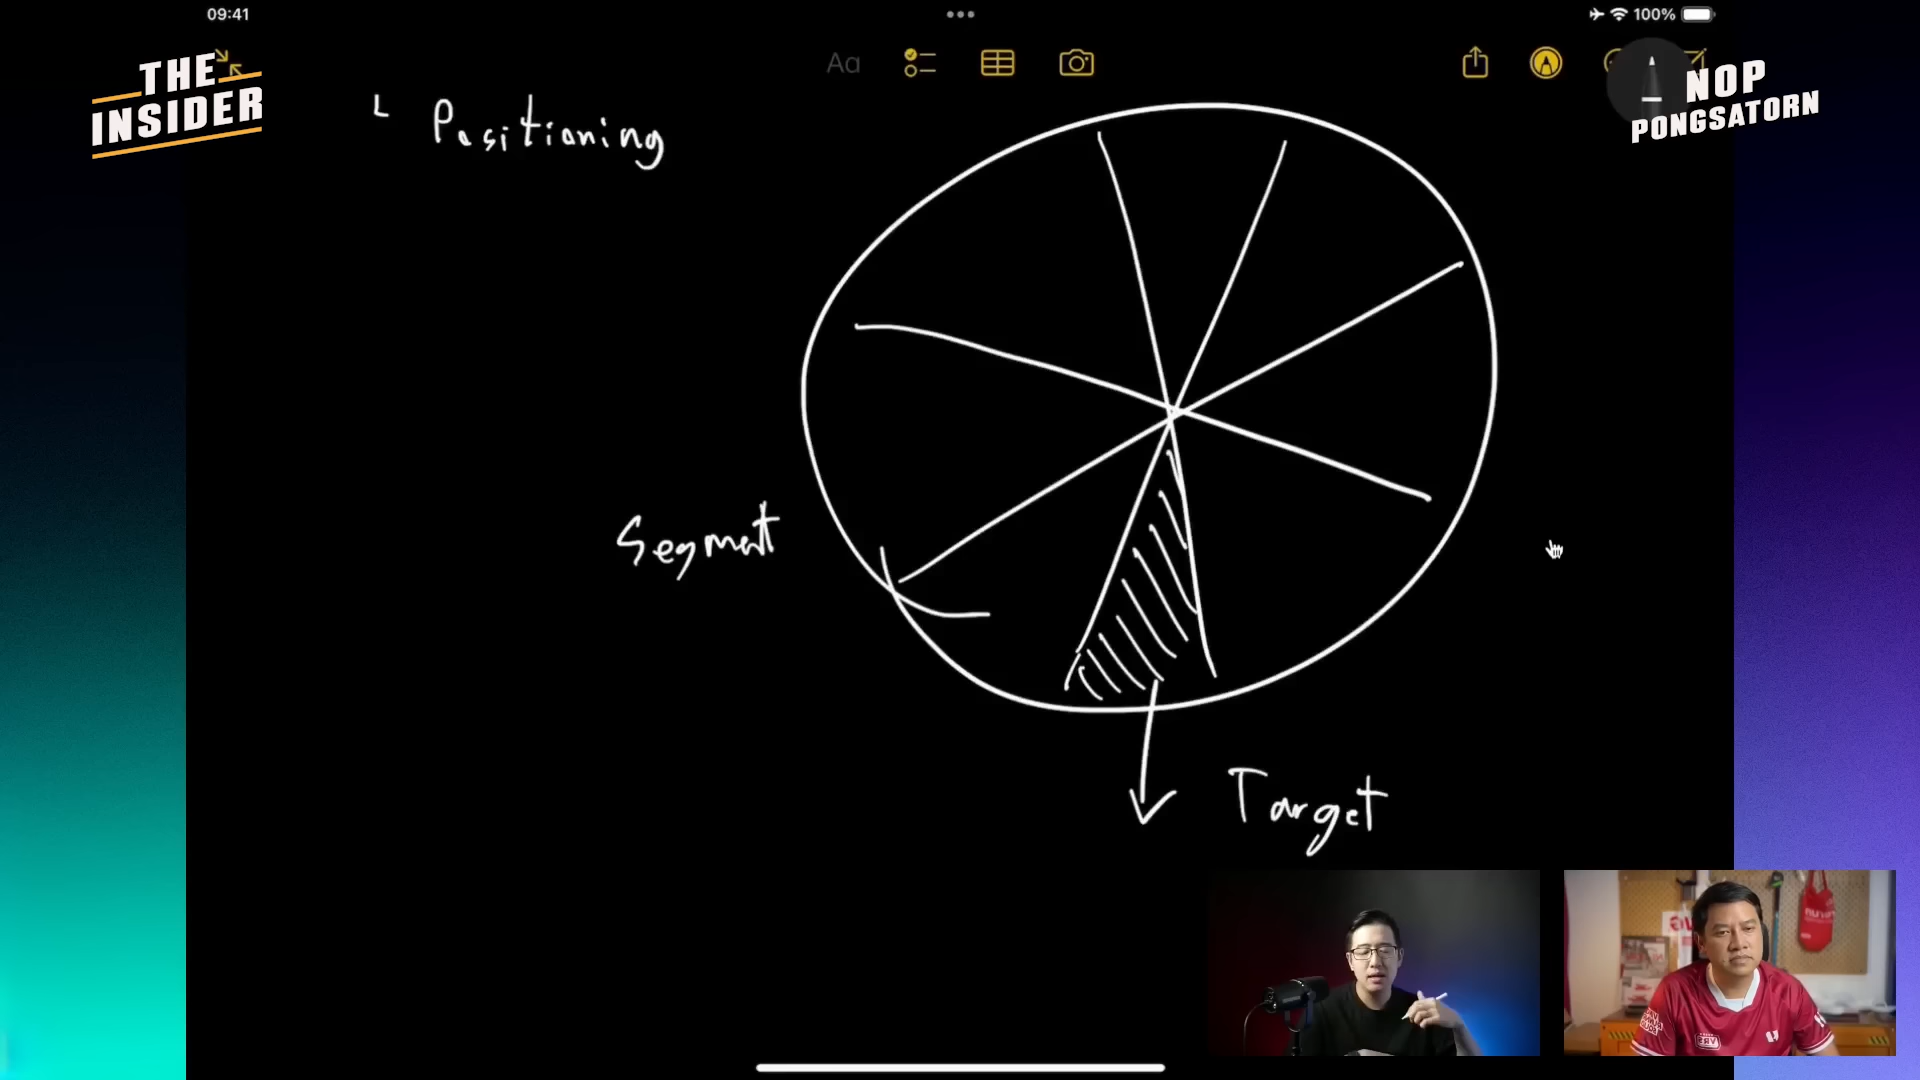 09:41
100%
THE
INSIDER
Aa
NOP
PONGSATORN
Positioning
Segment
Target